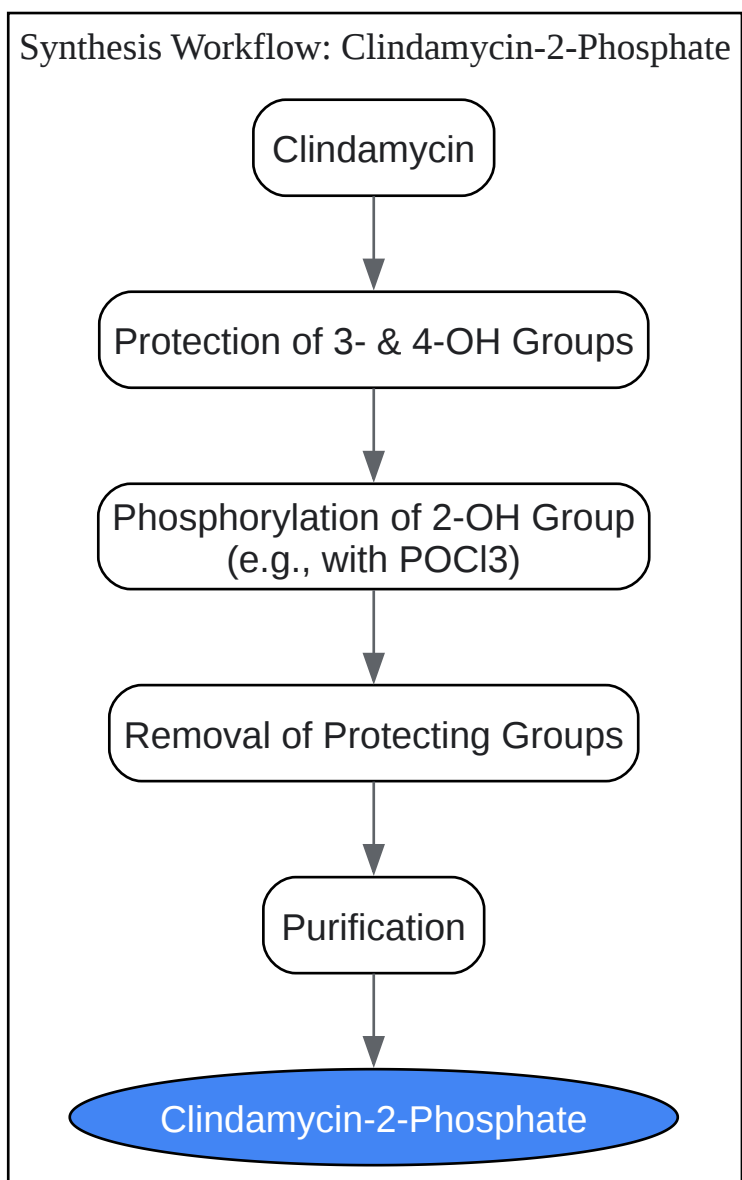 Synthesis Workflow: Clindamycin-2-Phosphate
Clindamycin
Protection of 3- & 4-OH Groups
Phosphorylation of 2-OH Group
(e.g., with POCl3)
Removal of Protecting Groups
Purification
Clindamycin-2-Phosphate